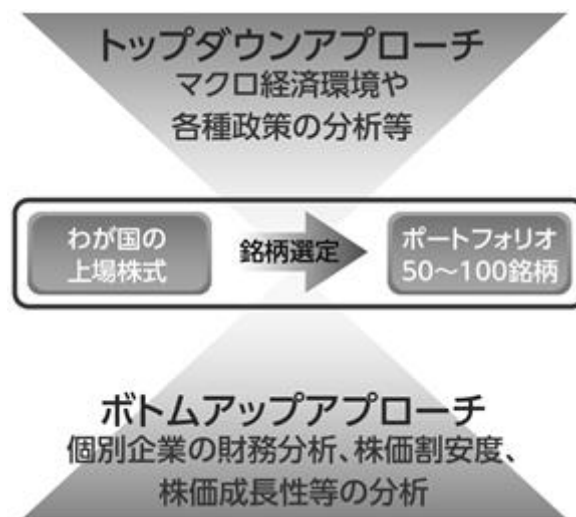 トップダウンアプローチ
マクロ経済環境や
各種政策の分析等
わが国の
上場株式
銘柄選定
ポートフォリオ
50～100銘柄
ボトムアップアプローチ
個別企業の財務分析、株価割安度、
株価成長性等の分析